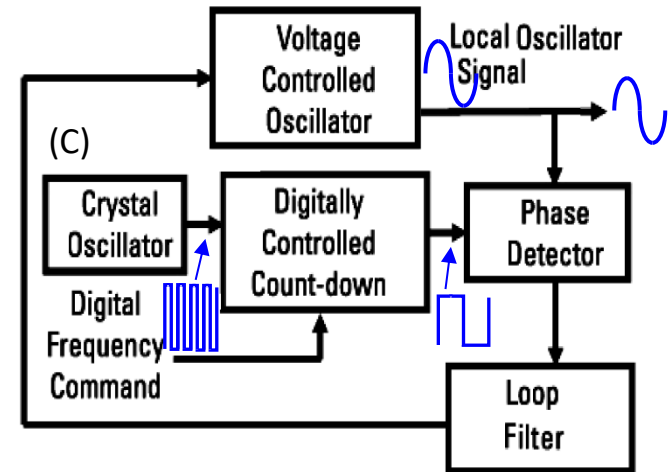 Voltage
Controlled
Oscillator
Local Oscillator
Signal
(C)
Crystal
Oscillator
Digitally
Controlled
Count-down
Phase
Detector
Digital
Frequency
Command
Loop
Filter